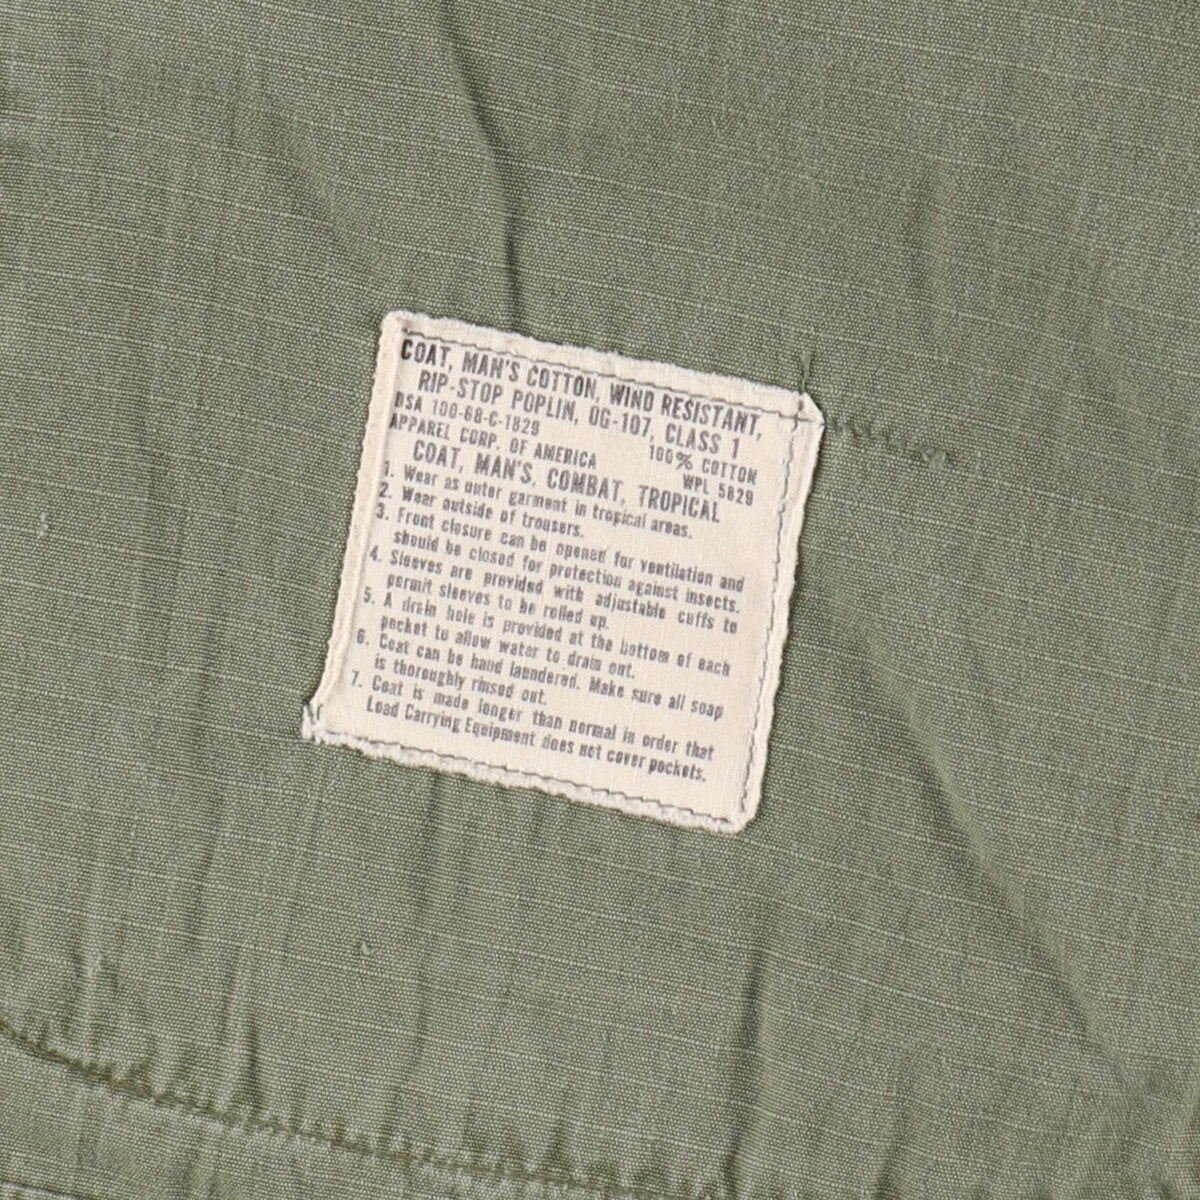 COAT, MAN'S COTTON, WIND RESISTANT,
RIP-STOP POPLIN, OG-107, CLASS 1
DSA 100-68-C-1829 100% COTTON
APPAREL CORP. OF AMERICA WPL 5829
COAT, MAN'S, COMBAT, TROPICAL
1. Wear as outer garment in tropical areas.
2. Wear outside of trousers.
3. Front closure can be opened for ventilation and
should be closed for protection against insects.
4. Sleeves are provided with adjustable cuffs to
permit sleeves to be rolled up.
5. A drain hole is provided at the bottom of each
pocket to allow water to drain out.
6. Coat can be hand laundered. Make sure all soap
is thoroughly rinsed out.
7. Coat is made longer than normal in order that
Load Carrying Equipment does not cover pockets.